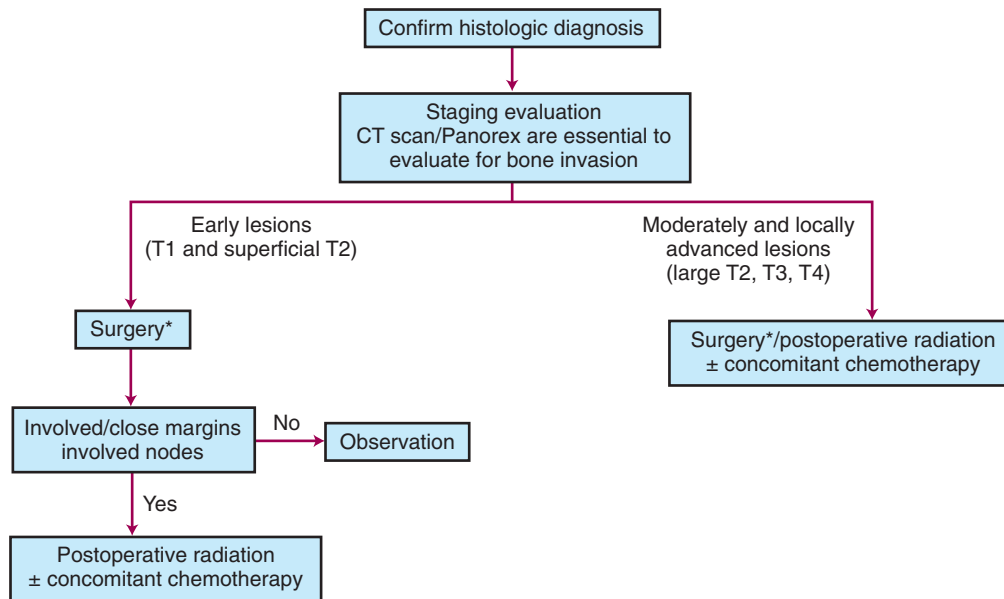 Confirm histologic diagnosis
Staging evaluation
CT scan/Panorex are essential to
evaluate for bone invasion
Early lesions
(T1 and superficial T2)
Moderately and locally
advanced lesions
(large T2, T3, T4)
Surgery*
Surgery*/postoperative radiation
± concomitant chemotherapy
Involved/close margins
involved nodes
No
Observation
Yes
Postoperative radiation
± concomitant chemotherapy